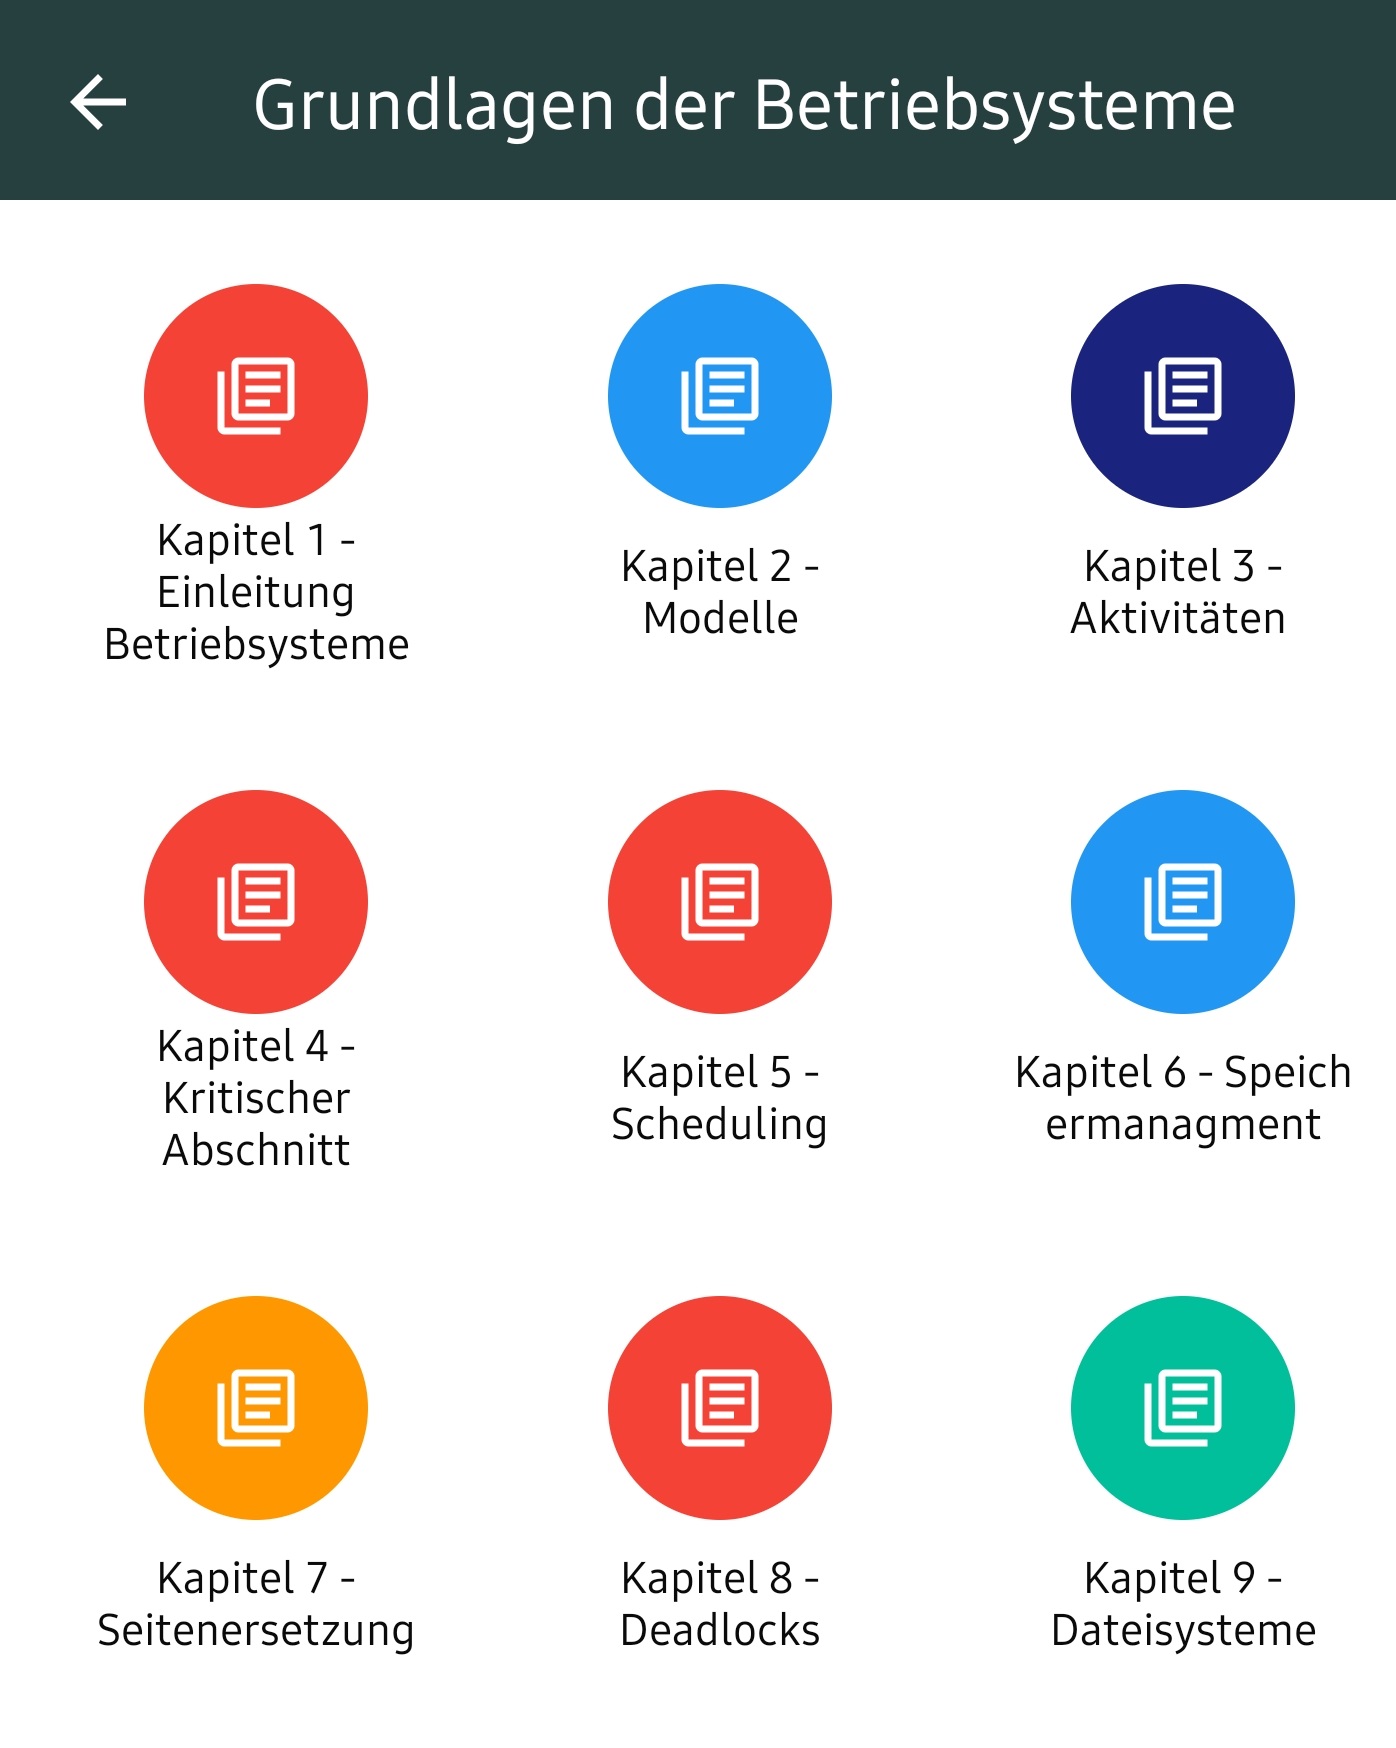 Grundlagen der Betriebsysteme
Kapitel 1 -
Einleitung
Betriebsysteme
Kapitel 2 -
Modelle
Kapitel 3 -
Aktivitäten
Kapitel 4 -
Kritischer
Abschnitt
Kapitel 5 -
Scheduling
Kapitel 6 - Speich
ermanagment
Kapitel 7 -
Seitenersetzung
Kapitel 8 -
Deadlocks
Kapitel 9 -
Dateisysteme